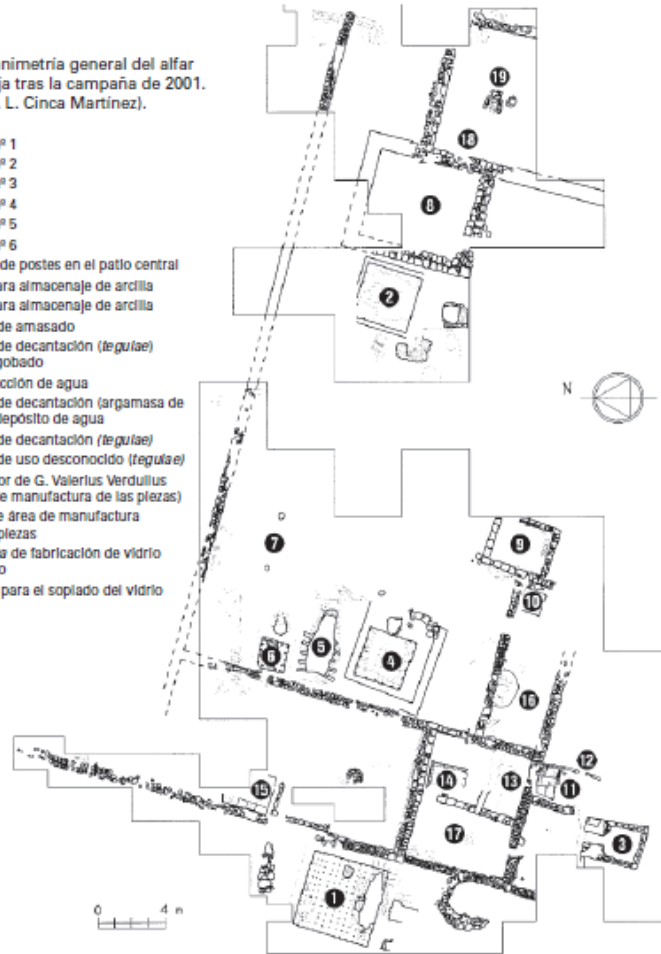 animetría general del alfar
ja tras la campaña de 2001.
L. Cinca Martínez).
º 1
º 2
º 3
º 4
º 5
º 6
de postes en el patio central
ara almacenaje de arcilla
ara almacenaje de arcilla
de amasado
de decantación (tegulae)
gobado
cción de agua
de decantación (argamasa de
depósito de agua
de decantación (tegulae)
de uso desconocido (tegulae)
or de G. Valerius Verdullus
e manufactura de las piezas)
e área de manufactura
piezas
a de fabricación de vidrio
o
para el soplado del vidrio
19
18
8
2
N
7
9
10
6
5
4
16
12
15
14
13
11
17
3
1
0 4 m